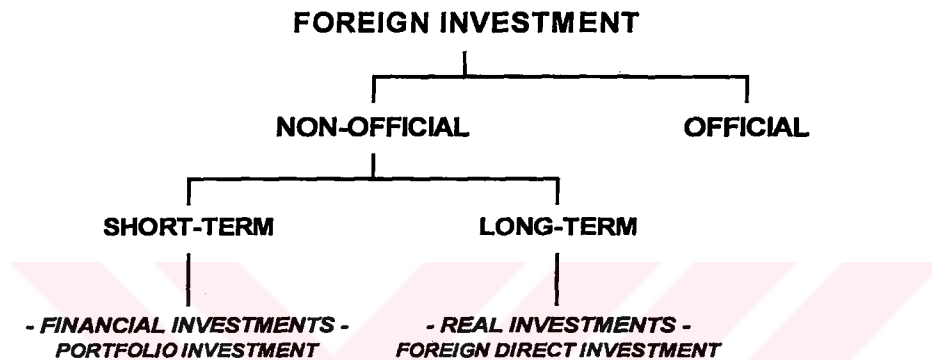 FOREIGN INVESTMENT
NON-OFFICIAL OFFICIAL
SHORT-TERM LONG-TERM
- FINANCIAL INVESTMENTS - - REAL INVESTMENTS -
PORTFOLIO INVESTMENT FOREIGN DIRECT INVESTMENT